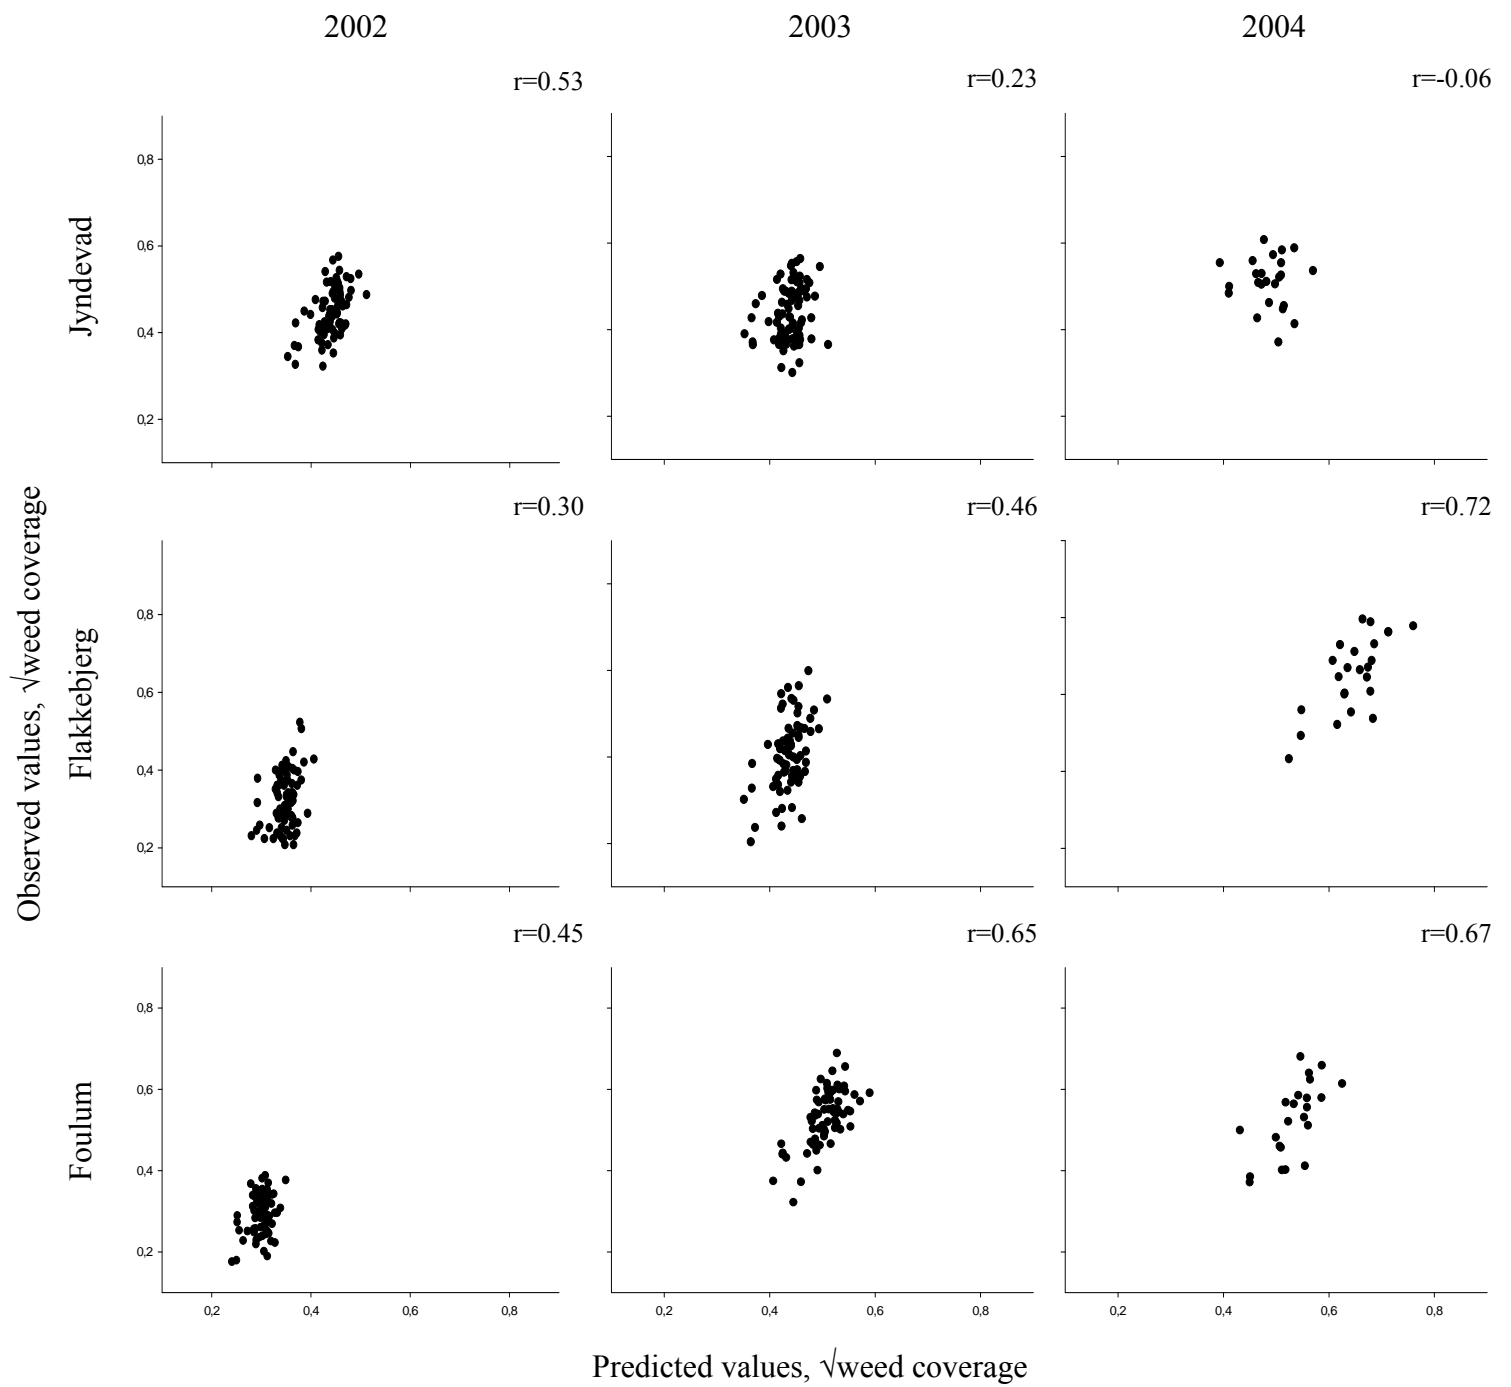 2002 2003 2004
r=0.53 r=0.23 r=-0.06
0,8
0,6
0,4
0,2
Jyndevad
r=0.30 r=0.46 r=0.72
0,8
0,6
0,4
0,2
Flakkebjerg
Observed values, √weed coverage
r=0.45 r=0.65 r=0.67
0,8
0,6
0,4
0,2
Foulum
0,2 0,4 0,6 0,8 0,2 0,4 0,6 0,8 0,2 0,4 0,6 0,8
Predicted values, √weed coverage